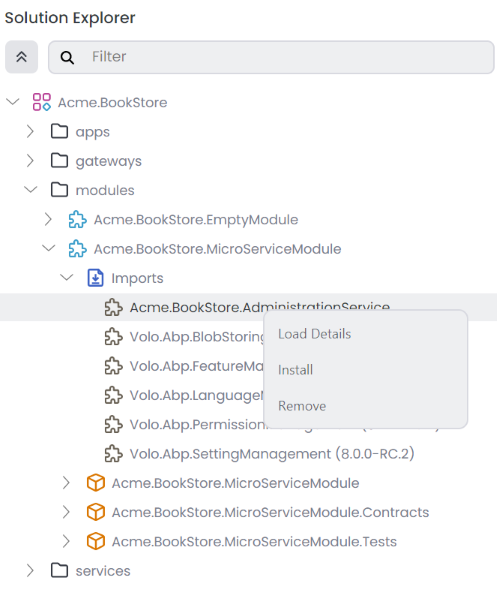 Solution Explorer
Filter
Acme.BookStore
apps
gateways
modules
Acme.BookStore.EmptyModule
Acme.BookStore.MicroServiceModule
Imports
Acme.BookStore.AdministrationService
Load Details
Volo.Abp.BlobStoring
Volo.Abp.FeatureMa
Install
Volo.Abp.Language
Remove
Volo.Abp.Permission
Volo.Abp.SettingManagement (8.0.0-RC.2)
Acme.BookStore.MicroServiceModule
Acme.BookStore.MicroServiceModule.Contracts
Acme.BookStore.MicroServiceModule.Tests
services